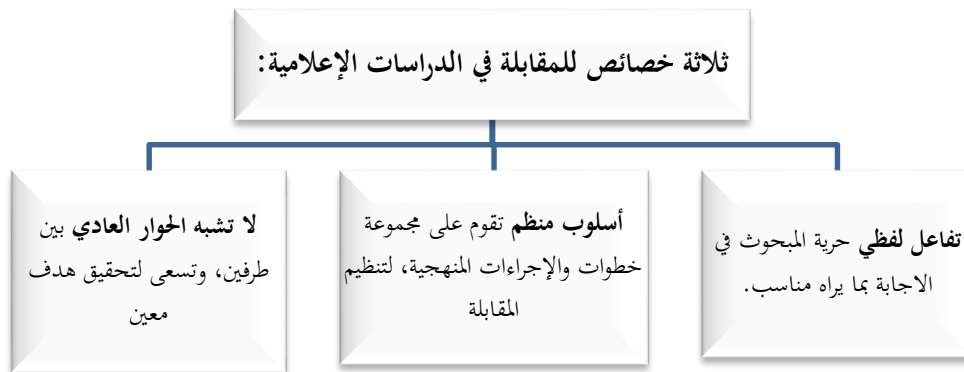 ثلاثة خصائص للمقابلة في الدراسات الإعلامية:
تفاعل لفظي حرية المبحوث في
الاجابة بما يراه مناسب.
أسلوب منظم تقوم على مجموعة
خطوات والإجراءات المنهجية، لتنظيم
المقابلة
لا تشبه الحوار العادي بين
طرفين، وتسعى لتحقيق هدف
معين